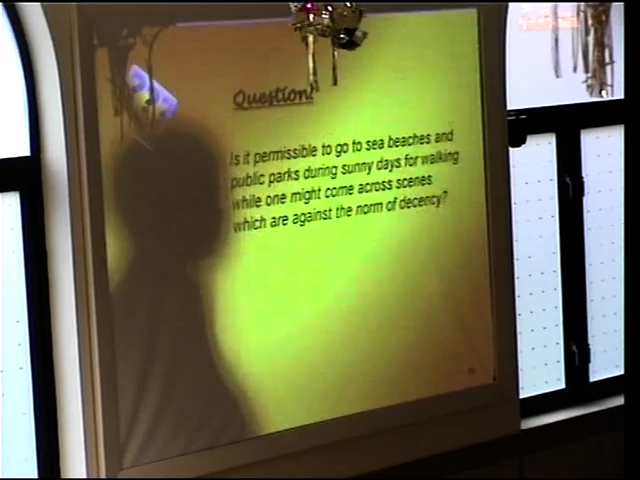 Question:
Is it permissible to go to sea beaches and
public parks during sunny days for walking
while one might come across scenes
which are against the norm of decency?